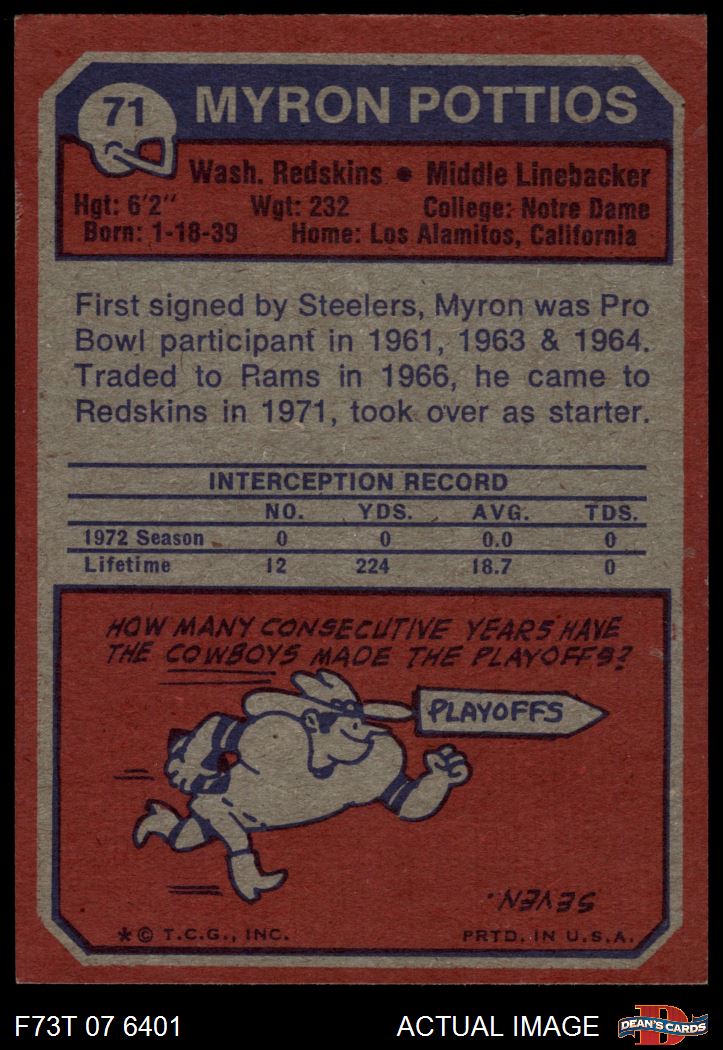 71
MYRON POTTIOS
Wash. Redskins • Middle Linebacker
Hgt: 6'2" Wgt: 232 College: Notre Dame
Born: 1-18-39 Home: Los Alamitos, California
First signed by Steelers, Myron was Pro
Bowl participant in 1961, 1963 & 1964.
Traded to Rams in 1966, he came to
Redskins in 1971, took over as starter.
INTERCEPTION RECORD
NO. YDS. AVG. TDS.
1972 Season 0 0 0.0 0
Lifetime 12 224 18.7 0
HOW MANY CONSECUTIVE YEARS HAVE
THE COWBOYS MADE THE PLAYOFFS?
PLAYOFFS
SEVEN.
* © T.C.G., INC. PRTD. IN U.S.A.
F73T 07 6401 ACTUAL IMAGE
D
DEAN'S CARDS